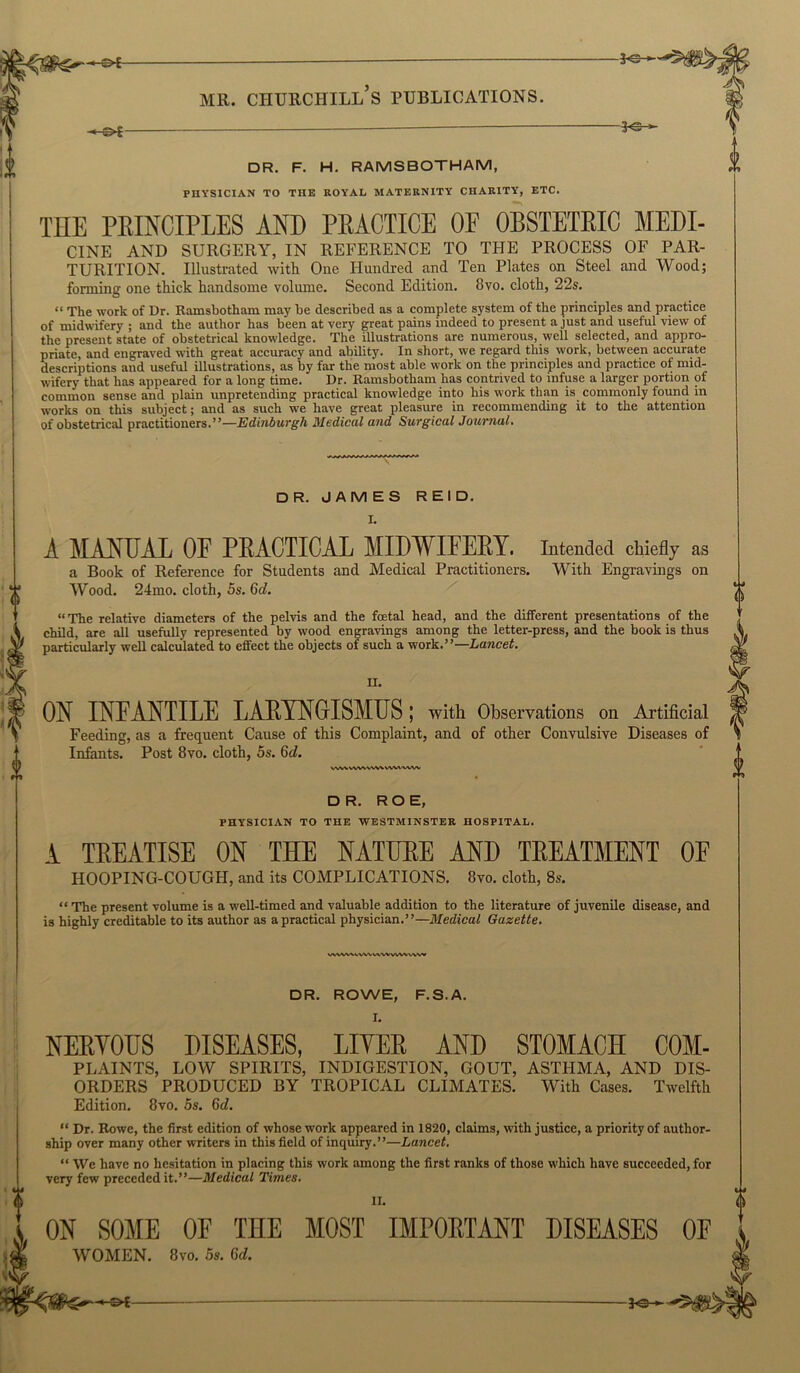 MR. CHURCHILL'S PUBLICATIONS.
DR. F. H. RAMSBOTHAM,
PHYSICIAN TO THE ROYAL MATERNITY CHARITY, ETC.
THE PRINCIPLES AND PRACTICE OF OBSTETRIC MEDI-
CINE AND SURGERY, IN REFERENCE TO THE PROCESS OF PAR-
TURITION. Illustrated with One Hundred and Ten Plates on Steel and Wood;
forming one thick handsome volume. Second Edition. 8vo. cloth, 22s.
“ The work of Dr. Ramsbotham may be described as a complete system of the principles and practice
of midwifery ; and the author has been at very great pains indeed to present a just and useful view of
the present state of obstetrical knowledge. The illustrations are numerous, well selected, and appro-
priate, and engraved with great accuracy and ability. In short, we regard this work, between accurate
descriptions and useful illustrations, as by far the most able work on the principles and practice of mid-
wifery that has appeared for a long time. Dr. Ramsbotham has contrived to infuse a larger portion of
common sense and plain unpretending practical knowledge into his work than is commonly found in
works on this subject; and as such we have great pleasure in recommending it to the attention
of obstetrical practitioners.”—Edinburgh Medical and Surgical Journal.
DR. JAMES REID.
I.
A MANUAL OF PRACTICAL MIDWIFERY. Intended chiefly as
a Book of Reference for Students and Medical Practitioners. With Engravings on
Wood. 24mo. cloth, 5s. 6d.
“The relative diameters of the pelvis and the fœtal head, and the different presentations of the
child, are all usefully represented by wood engravings among the letter-press, and the book is thus
particularly well calculated to effect the objects of such a work.”—Lancet.
II.
ON INFANTILE LARYNGISMUS; with Observations on Artificial
Feeding, as a frequent Cause of this Complaint, and of other Convulsive Diseases of
Infants. Post 8vo. cloth, 5s. 6d.
DR. ROE,
PHYSICIAN TO THE WESTMINSTER HOSPITAL.
A TREATISE ON THE NATURE AND TREATMENT OF
HOOPING-COUGH, and its COMPLICATIONS. 8vo. cloth, 8s.
“ The present volume is a well-timed and valuable addition to the literature of juvenile disease, and
is highly creditable to its author as a practical physician.”—Medical Gazette.
DR. ROWE, F.S.A.
I.
NERVOUS DISEASES, LIVER AND STOMACH COM-
PLAINTS, LOW SPIRITS, INDIGESTION, GOUT, ASTHMA, AND DIS-
ORDERS PRODUCED BY TROPICAL CLIMATES. With Cases. Twelfth
Edition. 8vo. 5s. 6d.
“ Dr. Rowe, the first edition of whose work appeared in 1820, claims, with justice, a priority of author-
ship over many other writers in this field of inquiry.”—Lancet.
“ We have no hesitation in placing this work among the first ranks of those which have succeeded, for
very few preceded it.”—Medical Times.
II.
ON SOME OF THE MOST IMPORTANT DISEASES OF
WOMEN. 8vo. 5s. 6d.